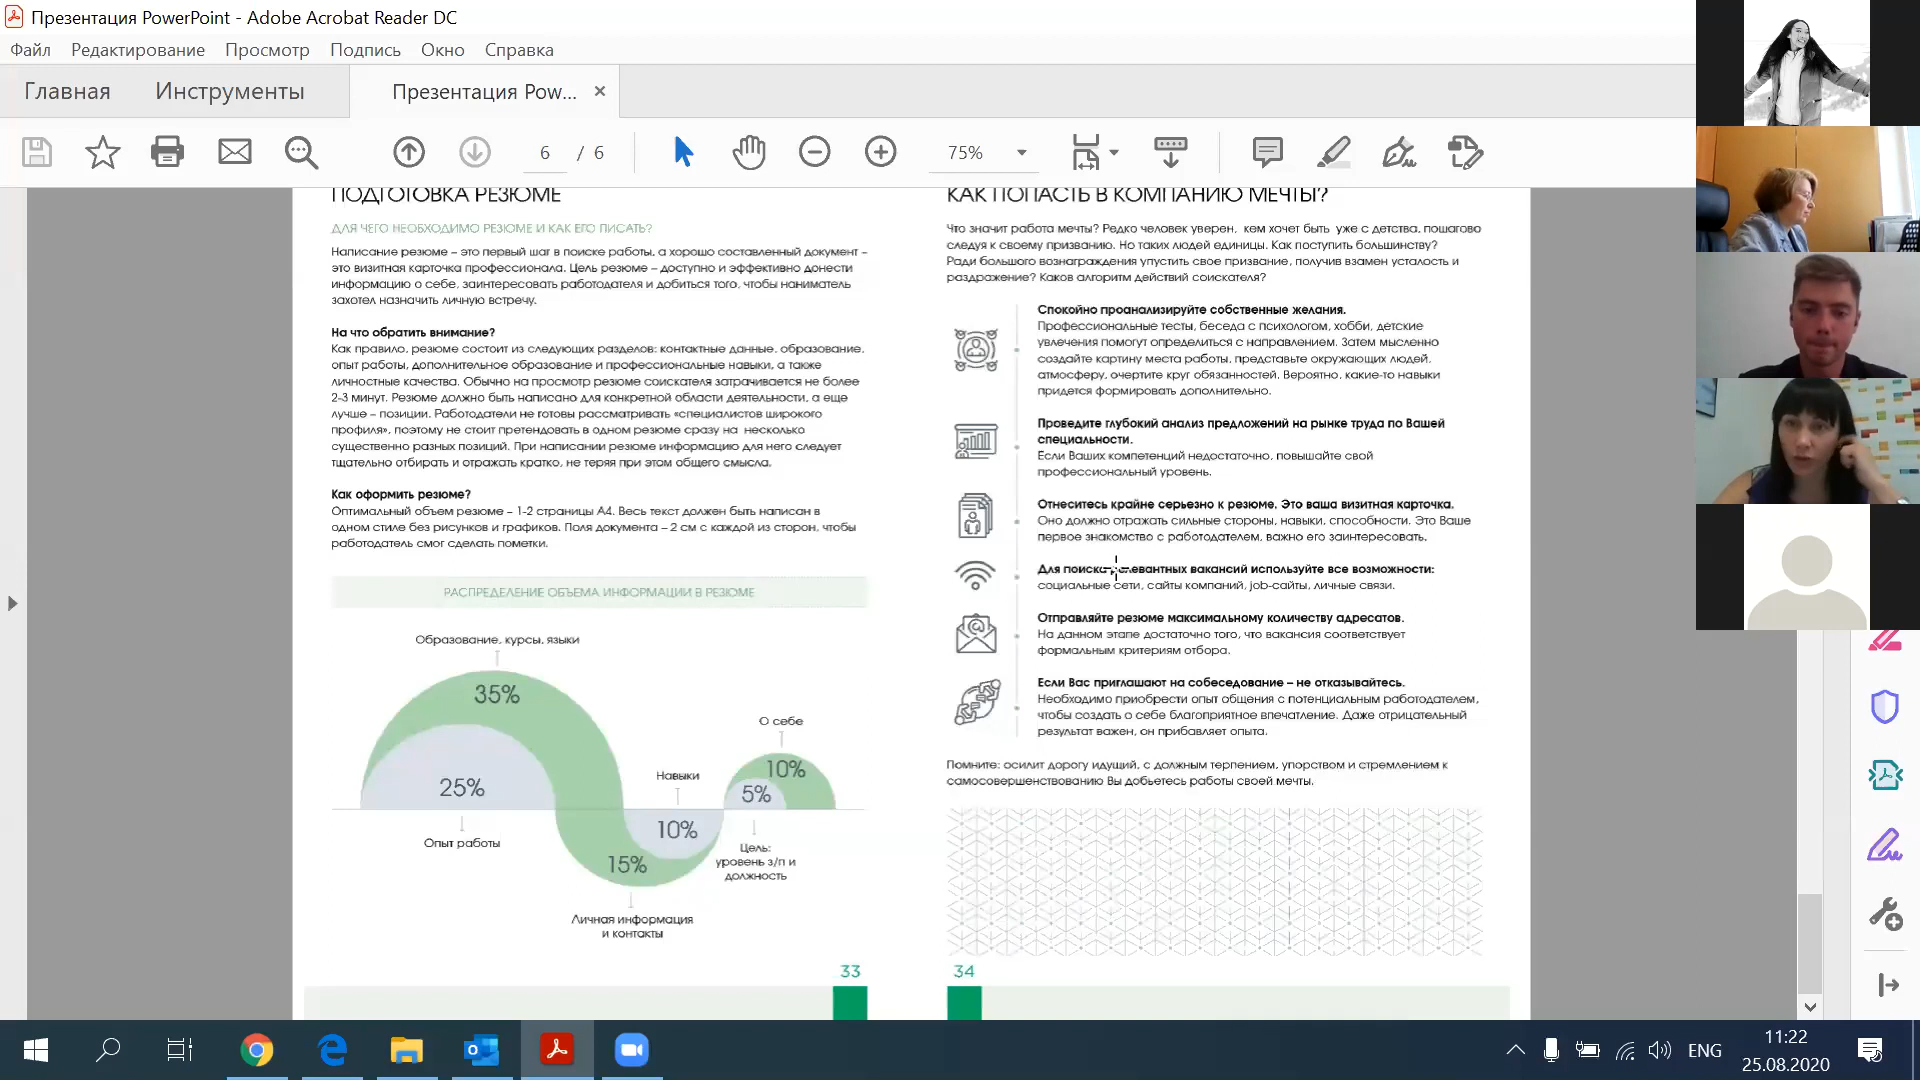 Презентация PowerPoint - Adobe Acrobat Reader DC
Файл Редактирование Просмотр Подпись Окно Справка
Главная Инструменты Презентация Pow... ×
6 / 6 75%
ПОДГОТОВКА РЕЗЮМЕ
ДЛЯ ЧЕГО НЕОБХОДИМО РЕЗЮМЕ И КАК ЕГО ПИСАТЬ?
Написание резюме – это первый шаг в поиске работы, а хорошо составленный документ –
это визитная карточка профессионала. Цель резюме – доступно и эффективно донести
информацию о себе, заинтересовать работодателя и добиться того, чтобы наниматель
захотел назначить личную встречу.
На что обратить внимание?
Как правило, резюме состоит из следующих разделов: контактные данные, образование,
опыт работы, дополнительное образование и профессиональные навыки, а также
личностные качества. Обычно на просмотр резюме соискателя затрачивается не более
2-3 минут. Резюме должно быть написано для конкретной области деятельности, а еще
лучше – позиции. Работодатели не готовы рассматривать «специалистов широкого
профиля», поэтому не стоит претендовать в одном резюме сразу на несколько
существенно разных позиций. При написании резюме информацию для него следует
тщательно отбирать и отражать кратко, не теряя при этом общего смысла.
Как оформить резюме?
Оптимальный объем резюме – 1-2 страницы А4. Весь текст должен быть написан в
одном стиле без рисунков и графиков. Поля документа – 2 см с каждой из сторон, чтобы
работодатель смог сделать пометки.
РАСПРЕДЕЛЕНИЕ ОБЪЕМА ИНФОРМАЦИИ В РЕЗЮМЕ
Образование, курсы, языки
35%
25%
Опыт работы
Навыки
10%
15%
Личная информация
и контакты
О себе
10%
5%
Цель:
уровень з/п и
должность
33
КАК ПОПАСТЬ В КОМПАНИЮ МЕЧТЫ?
Что значит работа мечты? Редко человек уверен, кем хочет быть уже с детства, пошагово
следуя к своему призванию. Но таких людей единицы. Как поступить большинству?
Ради большого вознаграждения упустить свое призвание, получив взамен усталость и
раздражение? Каков алгоритм действий соискателя?
Спокойно проанализируйте собственные желания.
Профессиональные тесты, беседа с психологом, хобби, детские
увлечения помогут определиться с направлением. Затем мысленно
создайте картину места работы, представьте окружающих людей,
атмосферу, очертите круг обязанностей. Вероятно, какие-то навыки
придется формировать дополнительно.
Проведите глубокий анализ предложений на рынке труда по Вашей
специальности.
Если Ваших компетенций недостаточно, повышайте свой
профессиональный уровень.
Отнеситесь крайне серьезно к резюме. Это ваша визитная карточка.
Оно должно отражать сильные стороны, навыки, способности. Это Ваше
первое знакомство с работодателем, важно его заинтересовать.
Для поиска релевантных вакансий используйте все возможности:
социальные сети, сайты компаний, job-сайты, личные связи.
Отправляйте резюме максимальному количеству адресатов.
На данном этапе достаточно того, что вакансия соответствует
формальным критериям отбора.
Если Вас приглашают на собеседование – не отказывайтесь.
Необходимо приобрести опыт общения с потенциальным работодателем,
чтобы создать о себе благоприятное впечатление. Даже отрицательный
результат важен, он прибавляет опыта.
Помните: осилит дорогу идущий, с должным терпением, упорством и стремлением к
самосовершенствованию Вы добьетесь работы своей мечты.
34
ENG
11:22
25.08.2020